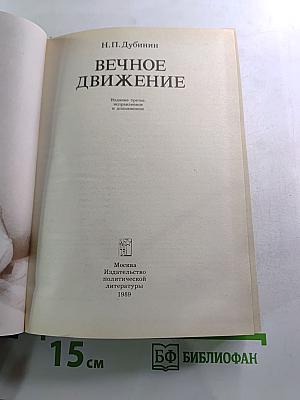 Н.П.Дубинин
ВЕЧНОЕ
ДВИЖЕНИЕ
Издание третье,
исправленное
и дополненное
Москва
Издательство
политической
литературы
1989
15 см
БФ БИБЛИОФАН